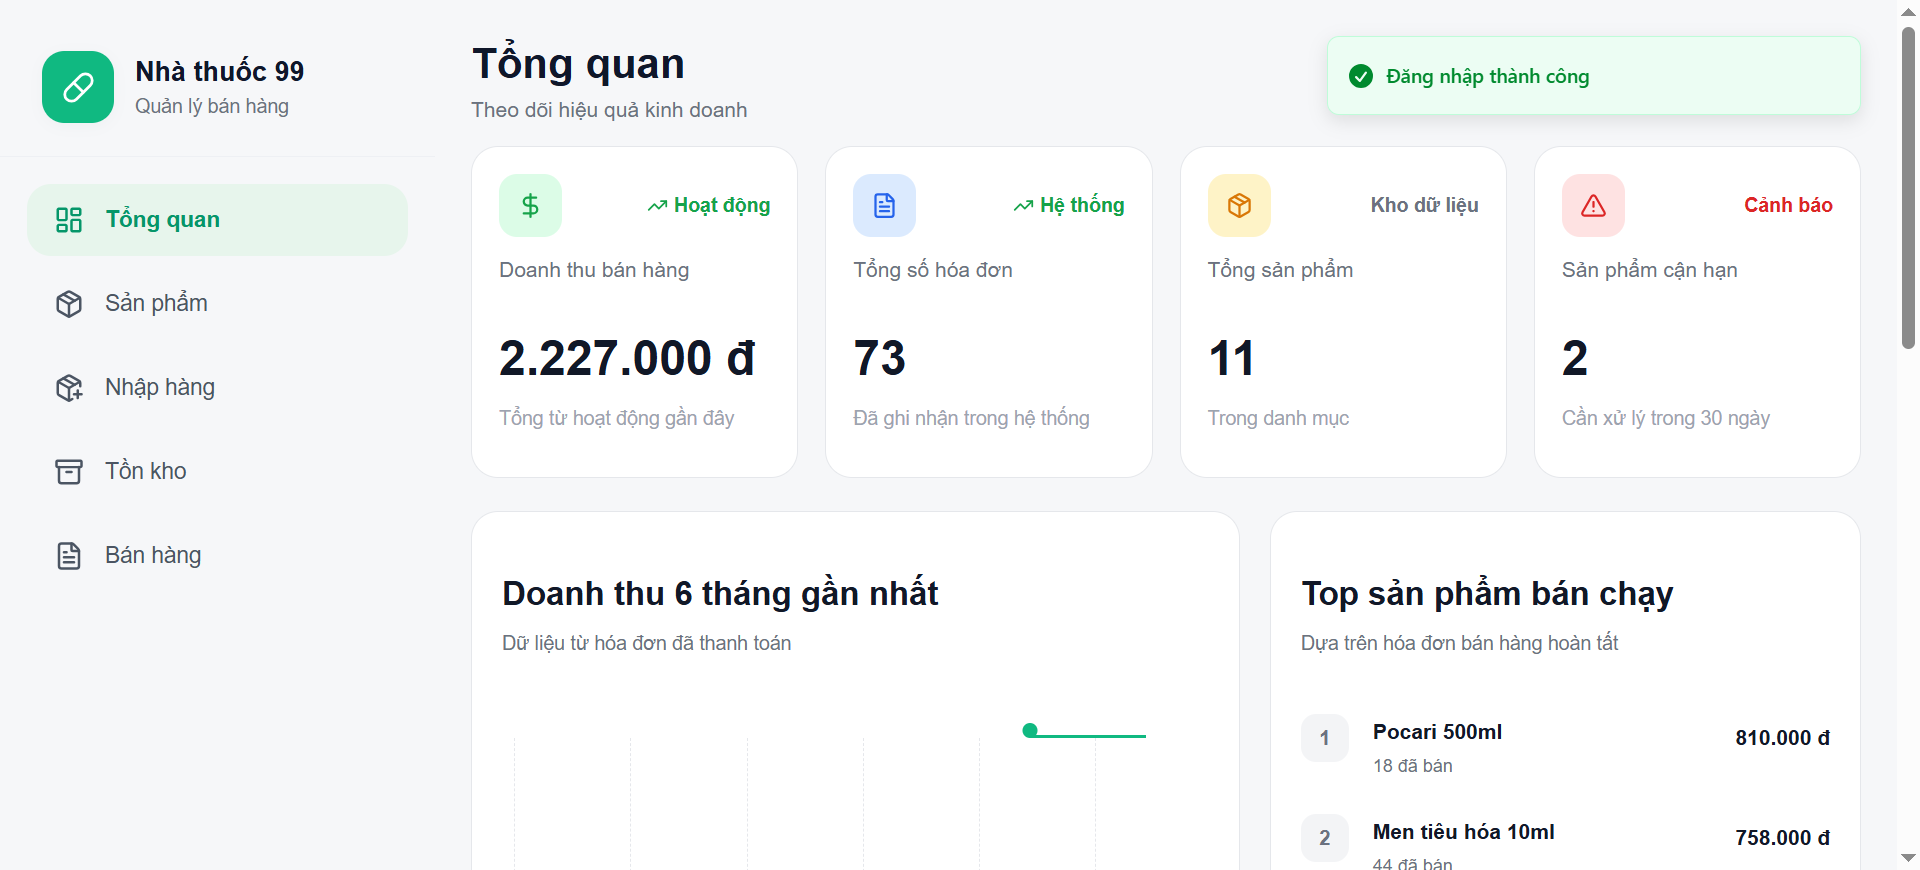 Nhà thuốc 99
Quản lý bán hàng
Tổng quan
Sản phẩm
Nhập hàng
Tồn kho
Bán hàng
Tổng quan
Theo dõi hiệu quả kinh doanh
Đăng nhập thành công
Hoạt động
Doanh thu bán hàng
2.227.000 đ
Tổng từ hoạt động gần đây
Hệ thống
Tổng số hóa đơn
73
Đã ghi nhận trong hệ thống
Kho dữ liệu
Tổng sản phẩm
11
Trong danh mục
Cảnh báo
Sản phẩm cận hạn
2
Cần xử lý trong 30 ngày
Doanh thu 6 tháng gần nhất
Dữ liệu từ hóa đơn đã thanh toán
Top sản phẩm bán chạy
Dựa trên hóa đơn bán hàng hoàn tất
1
Pocari 500ml
18 đã bán
810.000 đ
2
Men tiêu hóa 10ml
44 đã bán
758.000 đ